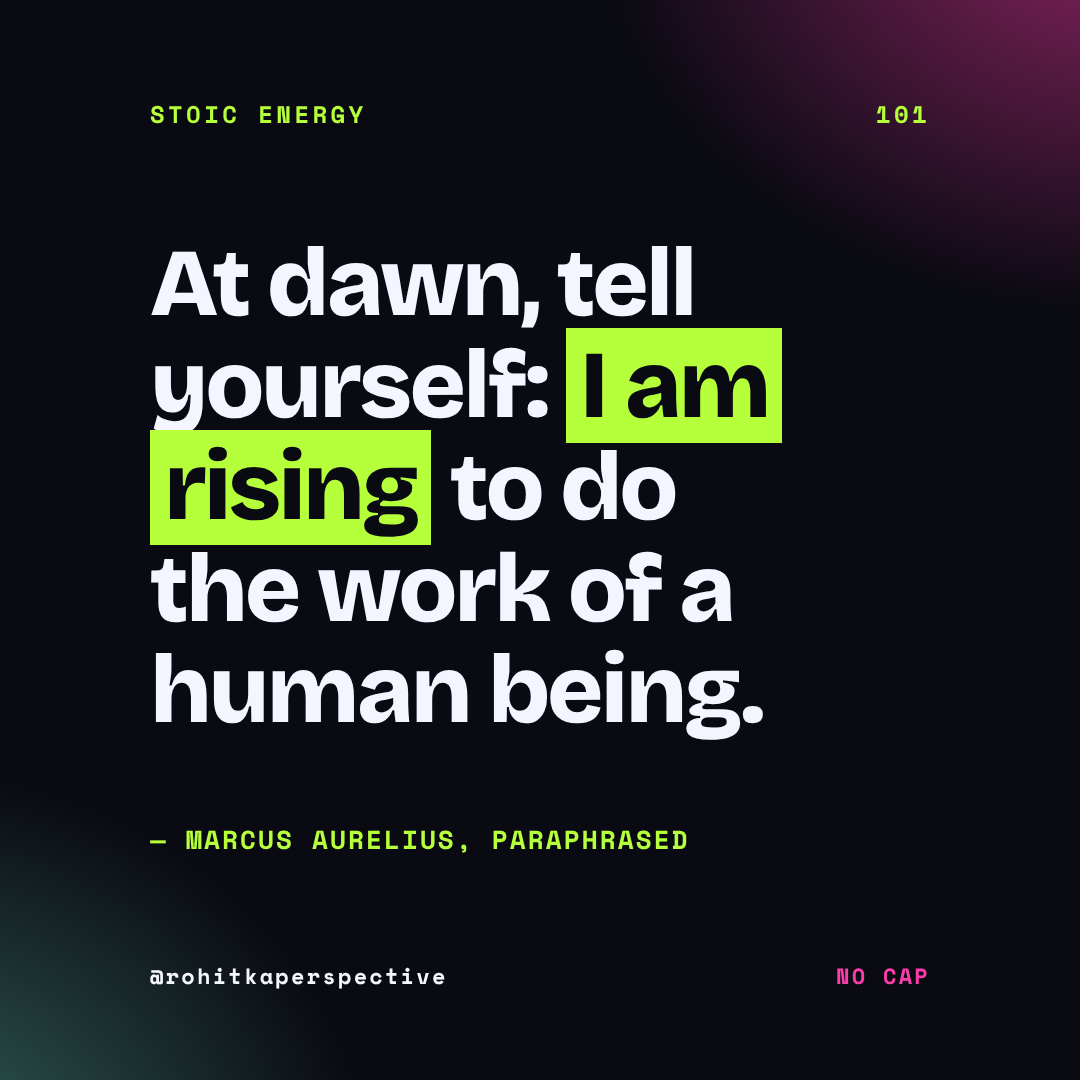 STOIC ENERGY
101
At dawn, tell
yourself: I am
rising to do
the work of a
human being.
— MARCUS AURELIUS, PARAPHRASED
@rohitkaperspective
NO CAP